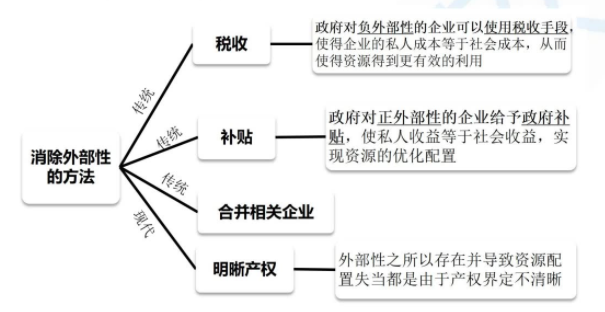 消除外部性
的方法
传统
税收
政府对负外部性的企业可以使用税收手段,
使得企业的私人成本等于社会成本，从而
使得资源得到更有效的利用
传统
补贴
政府对正外部性的企业给予政府补
贴，使私人收益等于社会收益，实
现资源的优化配置
传统
合并相关企业
现代
明晰产权
外部性之所以存在并导致资源配
置失当都是由于产权界定不清晰